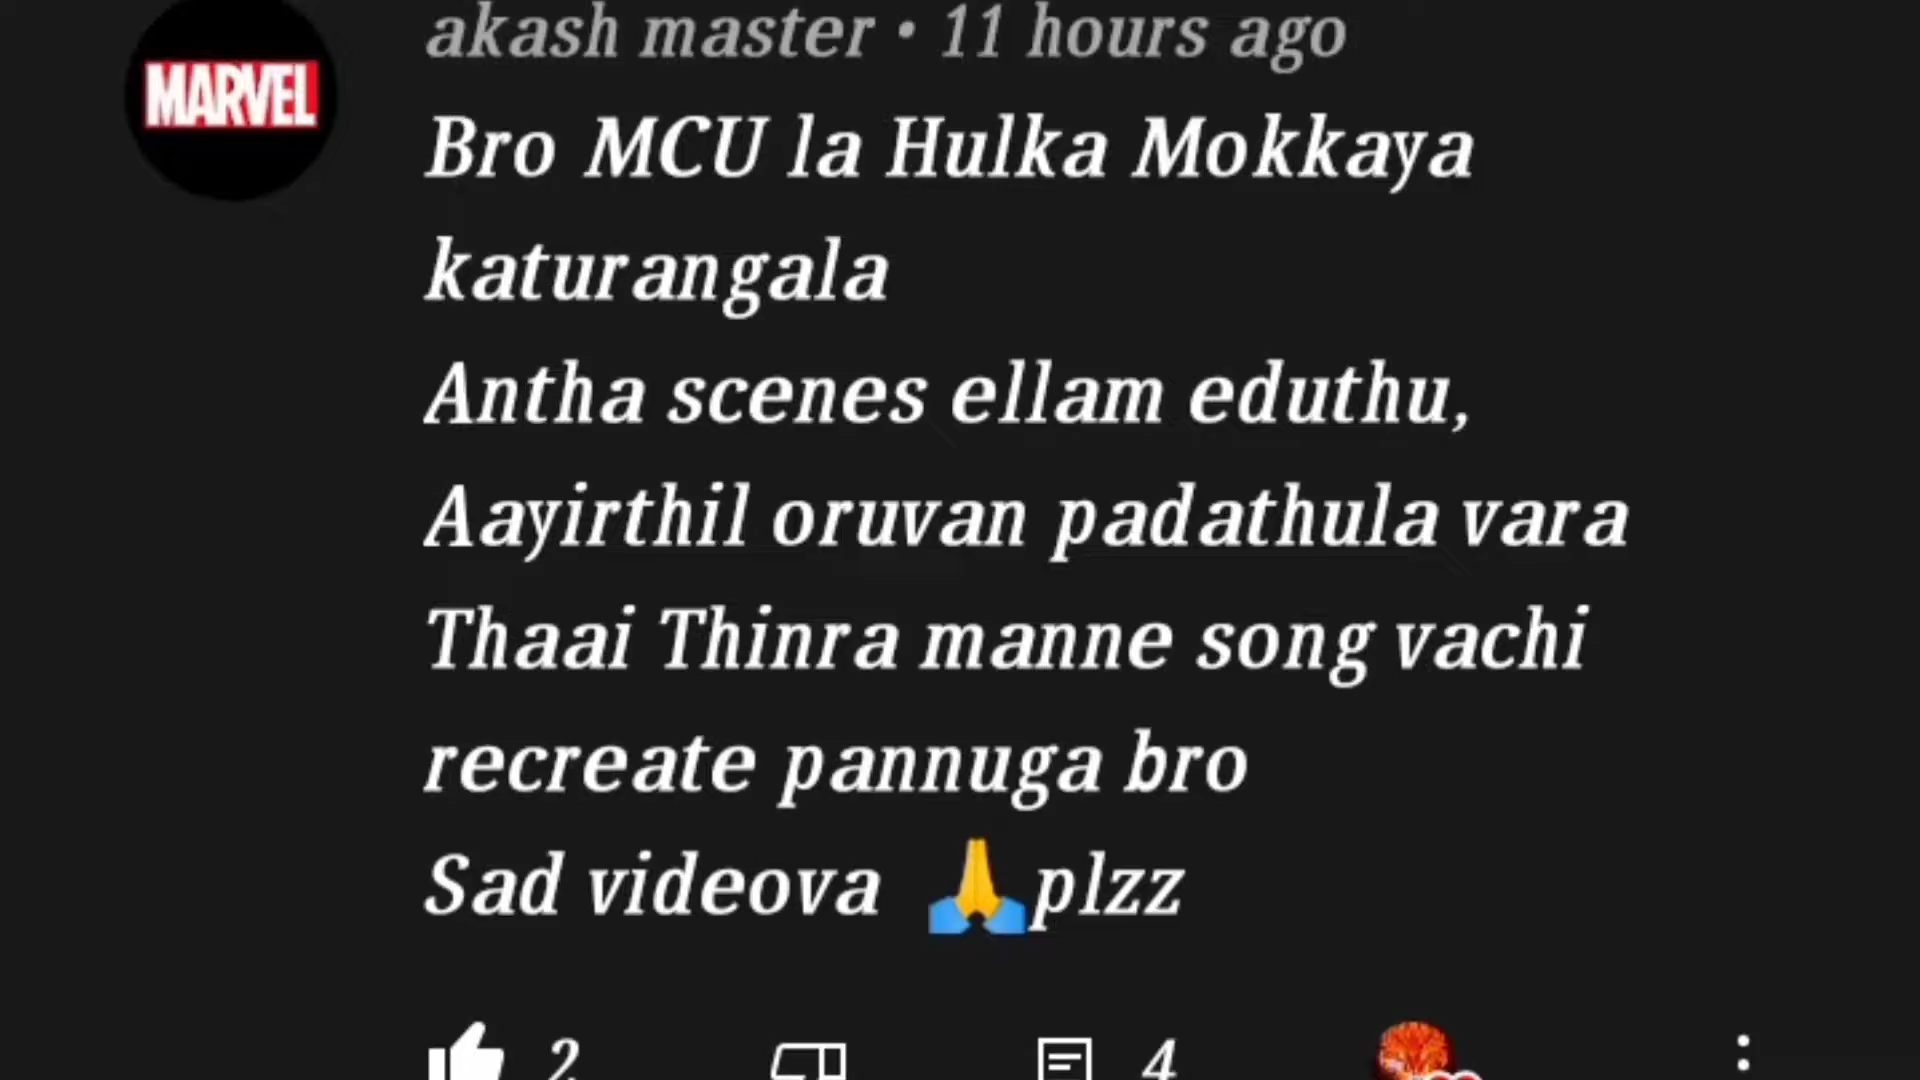 akash master • 11 hours ago
MARVEL
Bro MCU la Hulka Mokkaya
katurangala
Antha scenes ellam eduthu,
Aayirthil oruvan padathula vara
Thaai Thinra manne song vachi
recreate pannuga bro
Sad videova 🙏plzz
2 4